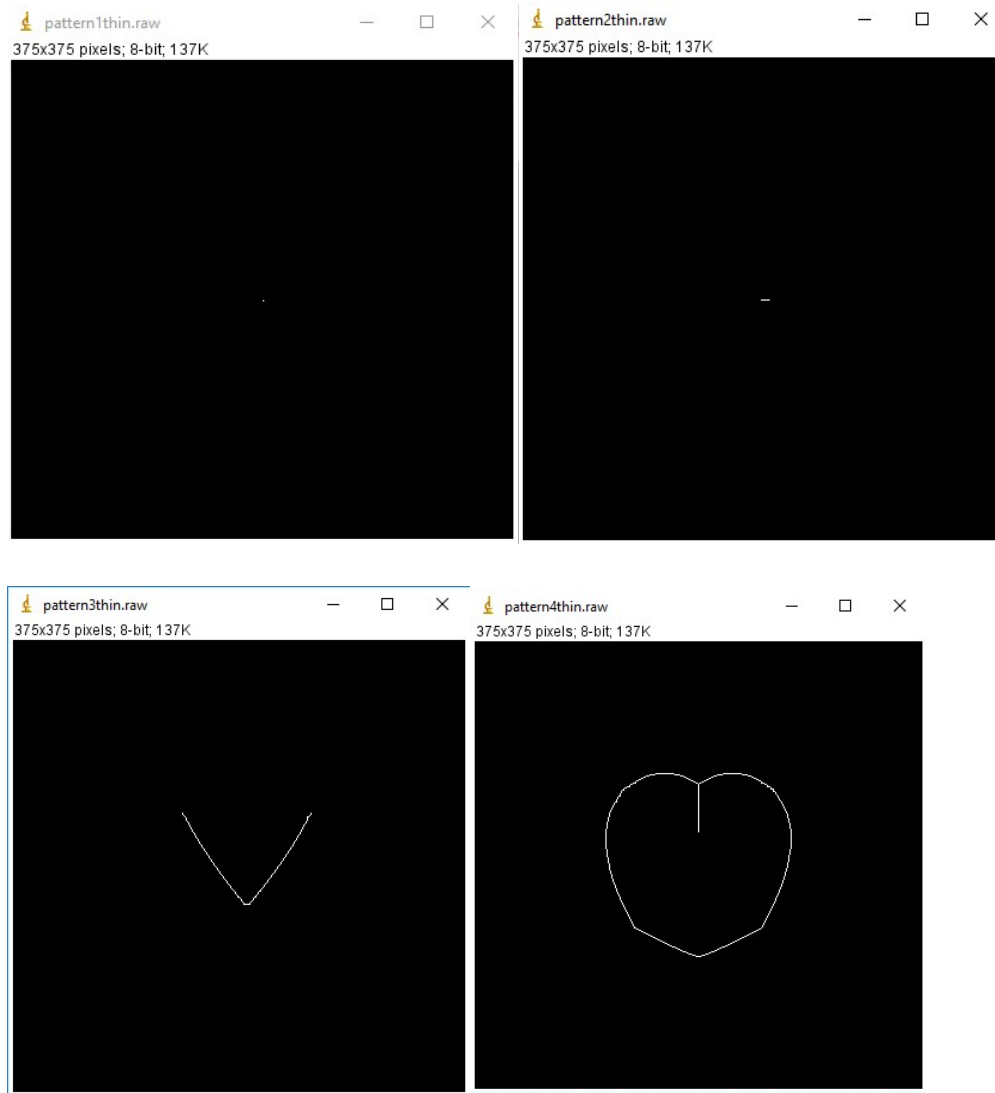 pattern1thin.raw
375x375 pixels; 8-bit; 137K
pattern2thin.raw
375x375 pixels; 8-bit; 137K
pattern3thin.raw
375x375 pixels; 8-bit; 137K
pattern4thin.raw
375x375 pixels; 8-bit; 137K